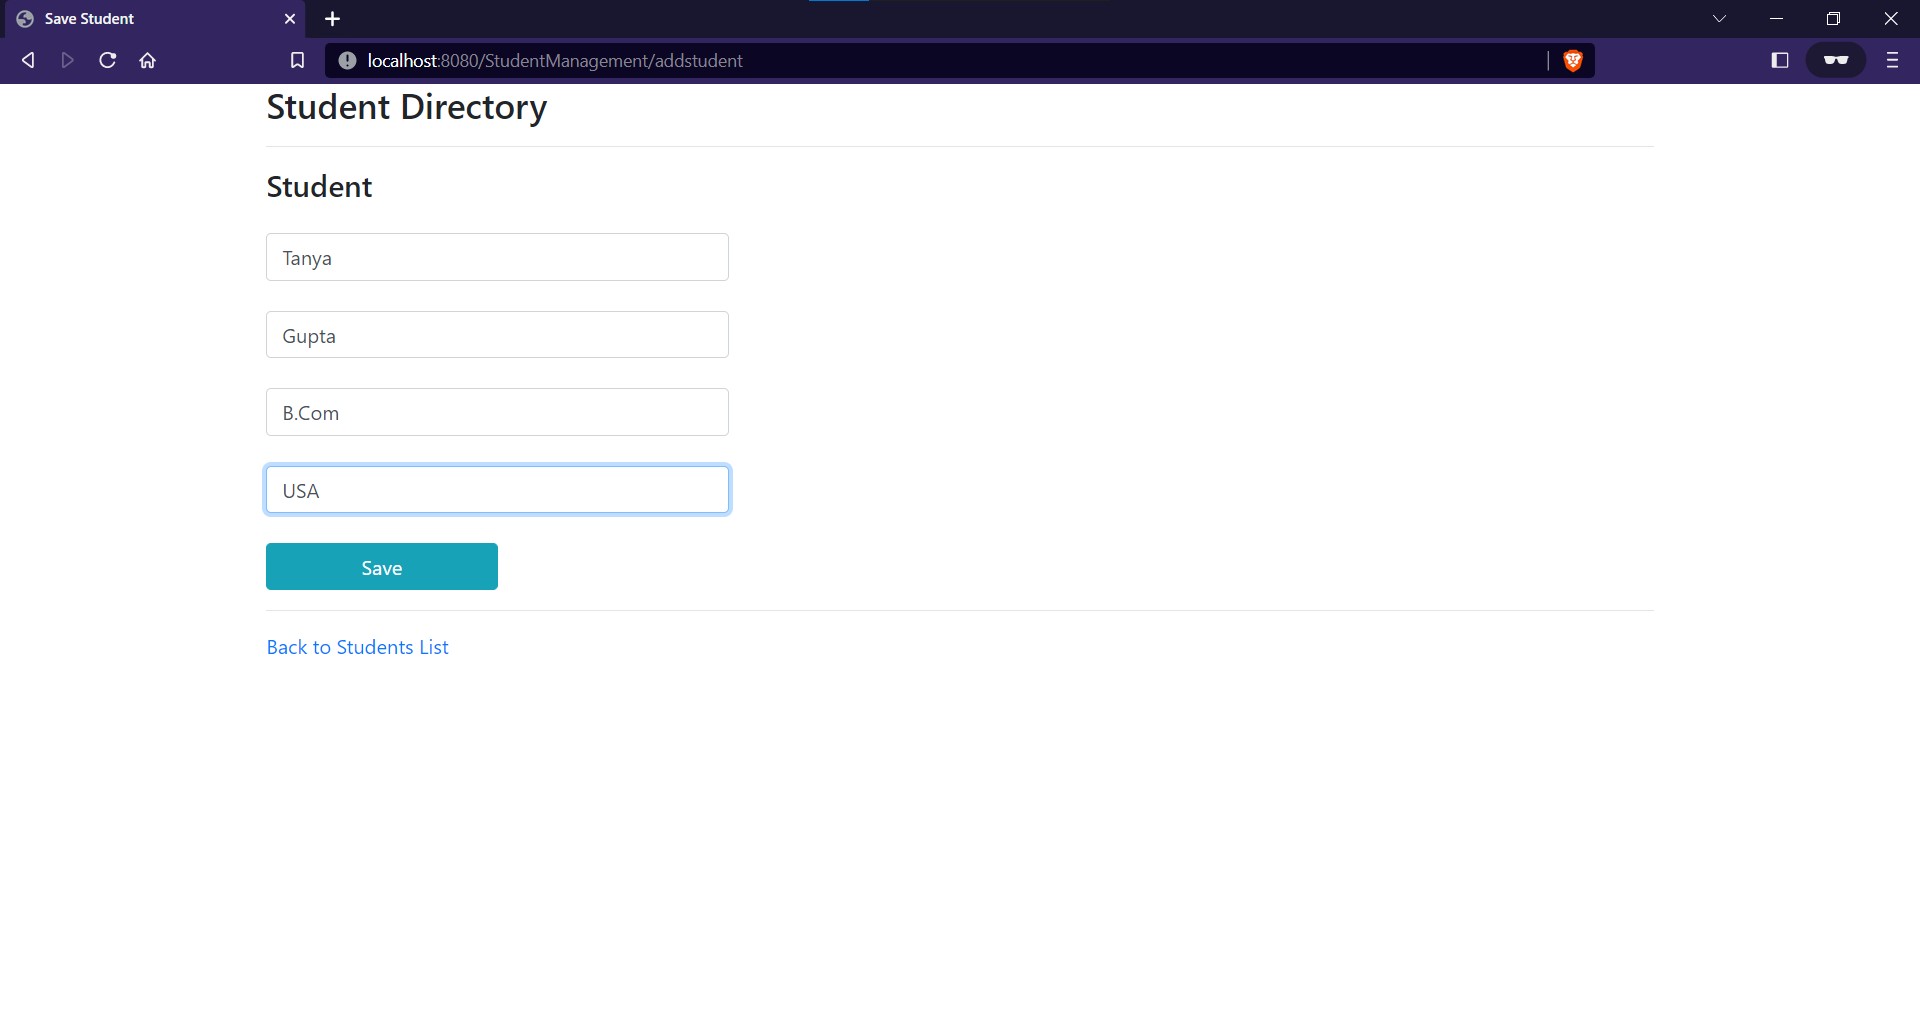 Save Student
localhost:8080/StudentManagement/addstudent
Student Directory
Student
Tanya
Gupta
B.Com
USA
Save
Back to Students List